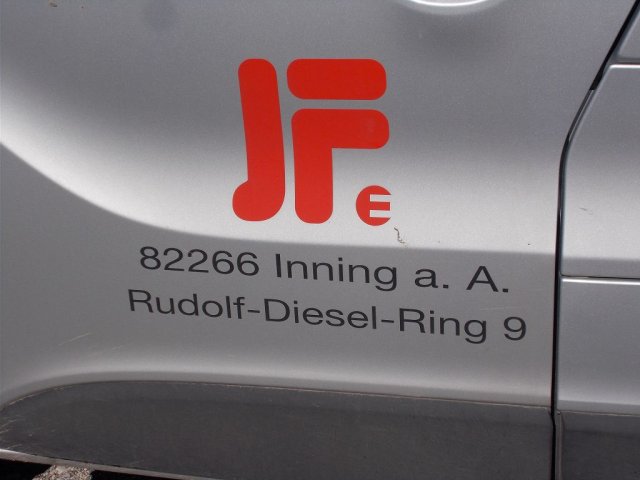 JFe
82266 Inning a. A.
Rudolf-Diesel-Ring 9